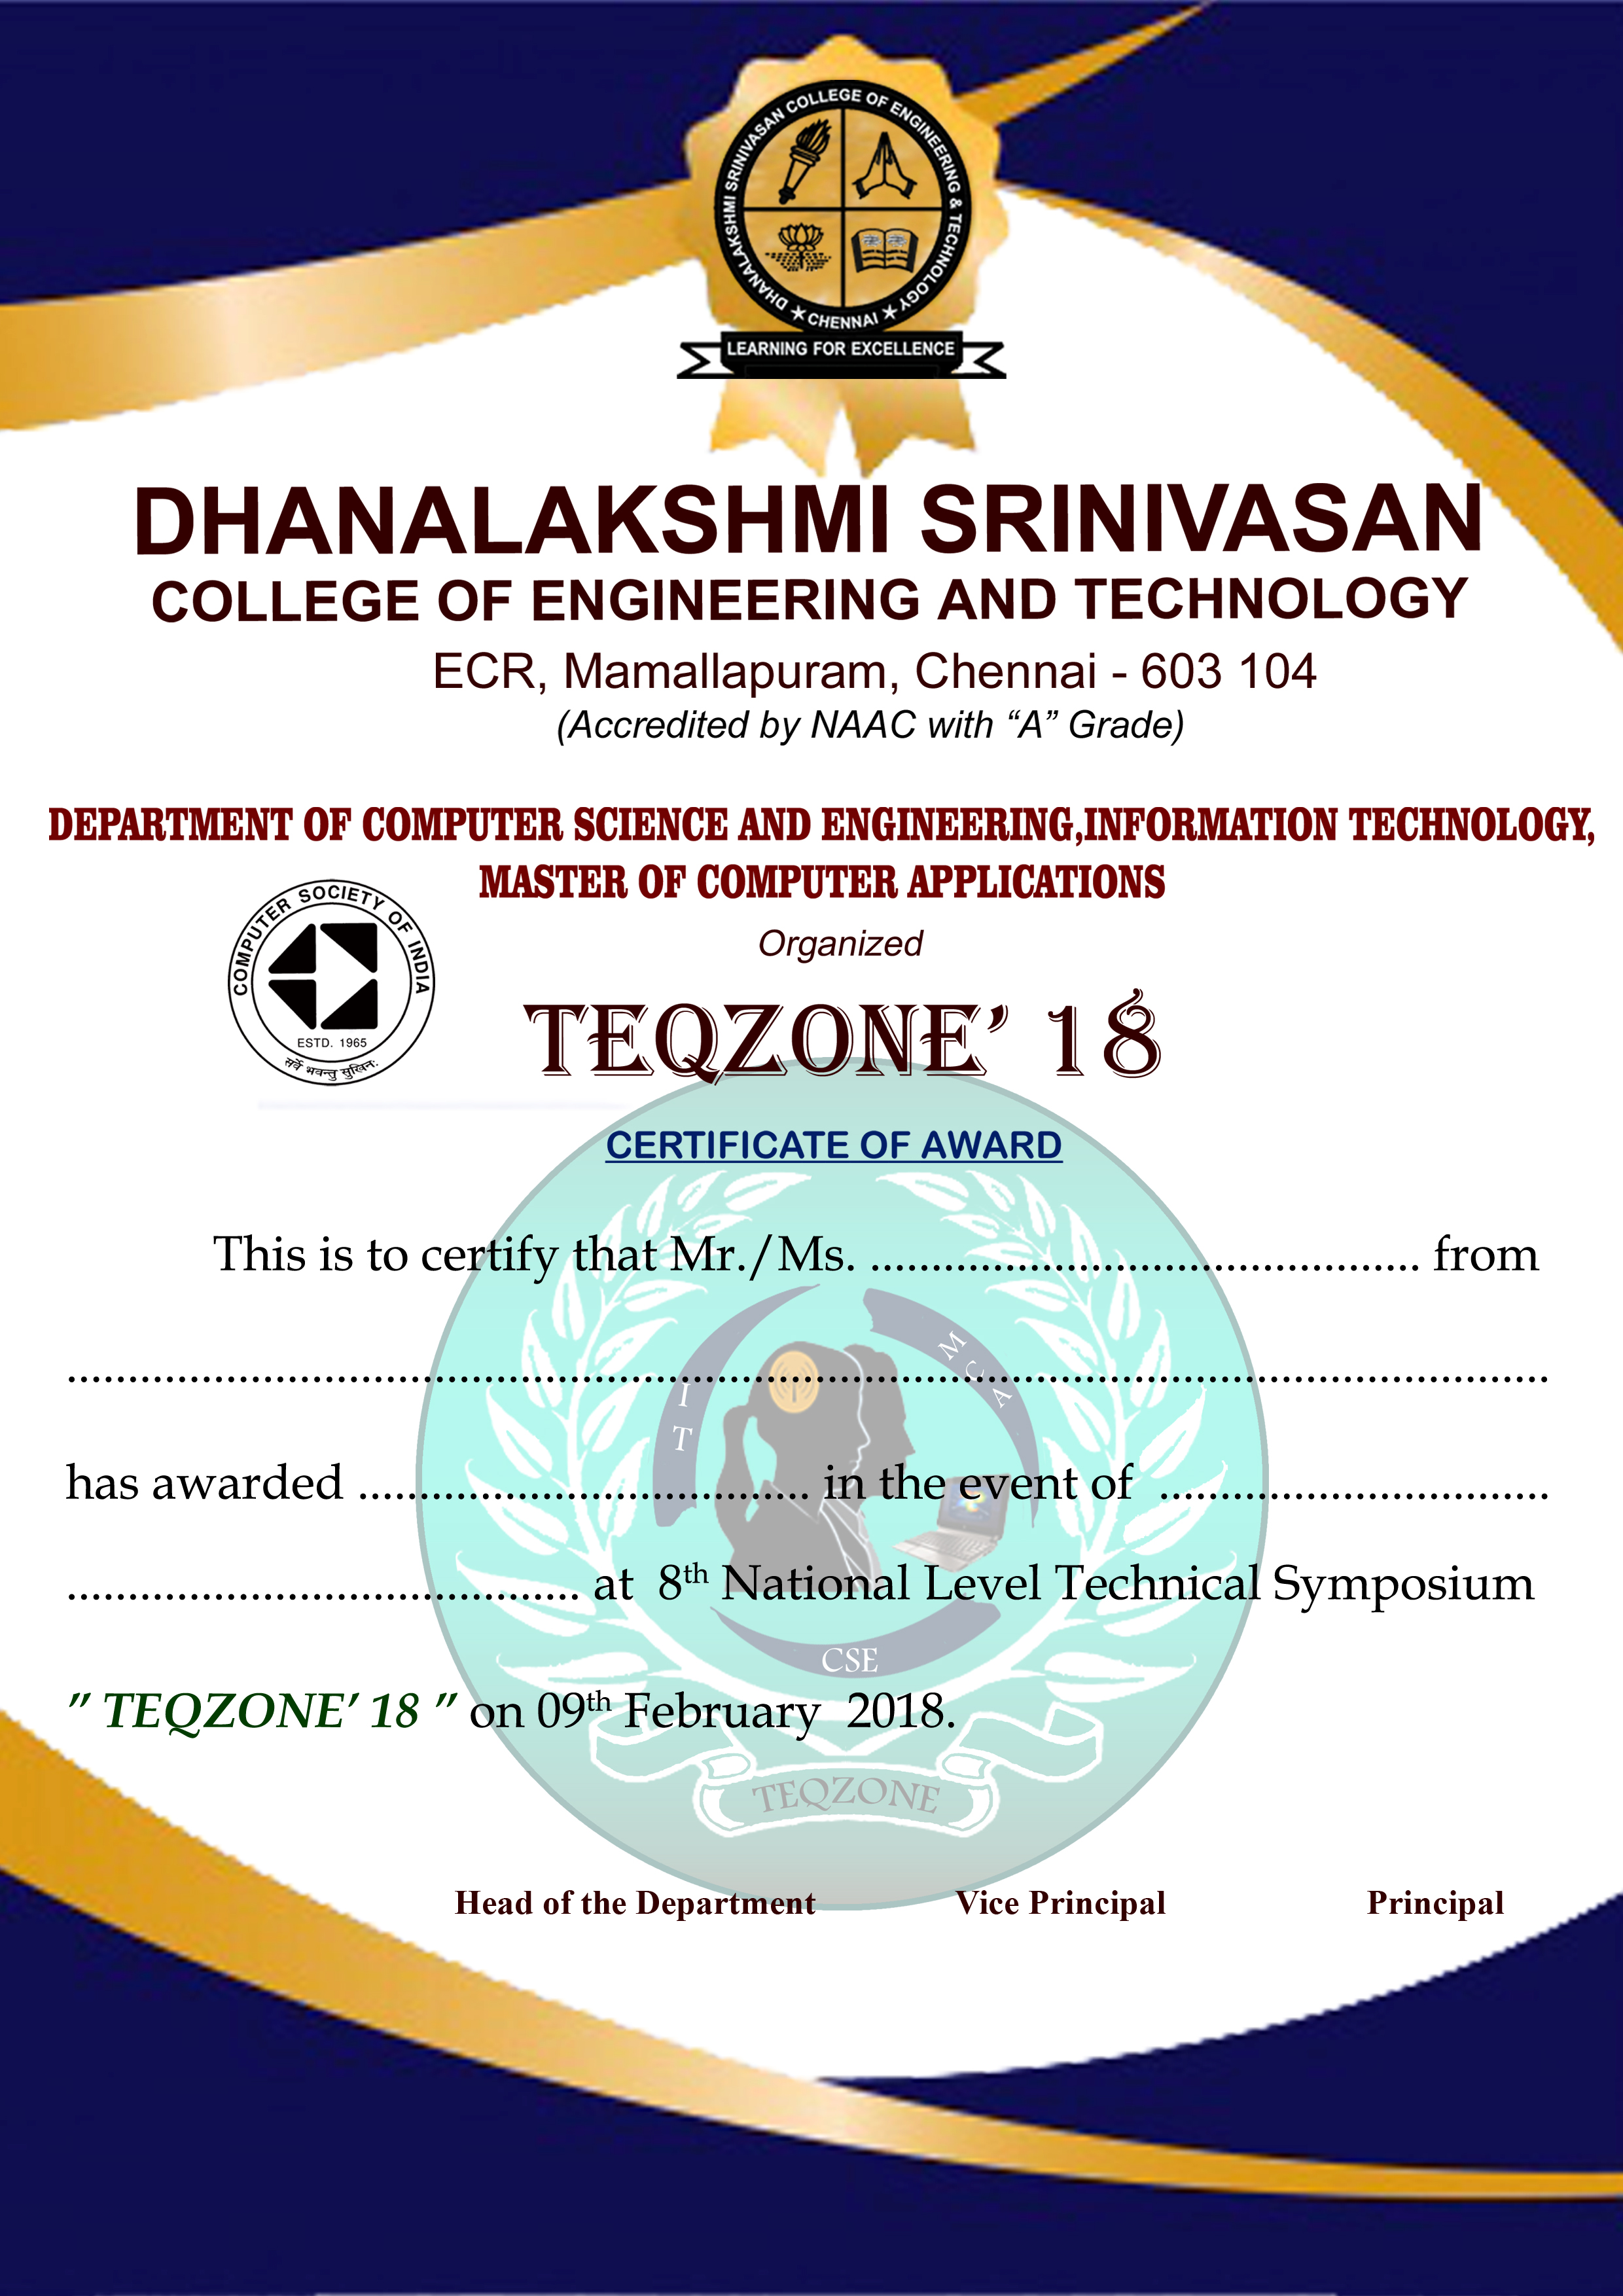 DHANALAKSHMI SRINIVASAN COLLEGE OF ENGINEERING & TECHNOLOGY
★ CHENNAI ★
LEARNING FOR EXCELLENCE
DHANALAKSHMI SRINIVASAN
COLLEGE OF ENGINEERING AND TECHNOLOGY
ECR, Mamallapuram, Chennai - 603 104
(Accredited by NAAC with “A” Grade)
DEPARTMENT OF COMPUTER SCIENCE AND ENGINEERING,INFORMATION TECHNOLOGY,
MASTER OF COMPUTER APPLICATIONS
Organized
COMPUTER SOCIETY OF INDIA
ESTD. 1965
सर्वे भवन्तु सुखिनः
TEQZONE’ 18
CERTIFICATE OF AWARD
This is to certify that Mr./Ms. ............................................. from
.........................................................................................................................
has awarded ..................................... in the event of ................................
.......................................... at 8th National Level Technical Symposium
” TEQZONE’ 18 ” on 09th February 2018.
IT
MCA
CSE
TEQZONE
Head of the Department Vice Principal Principal